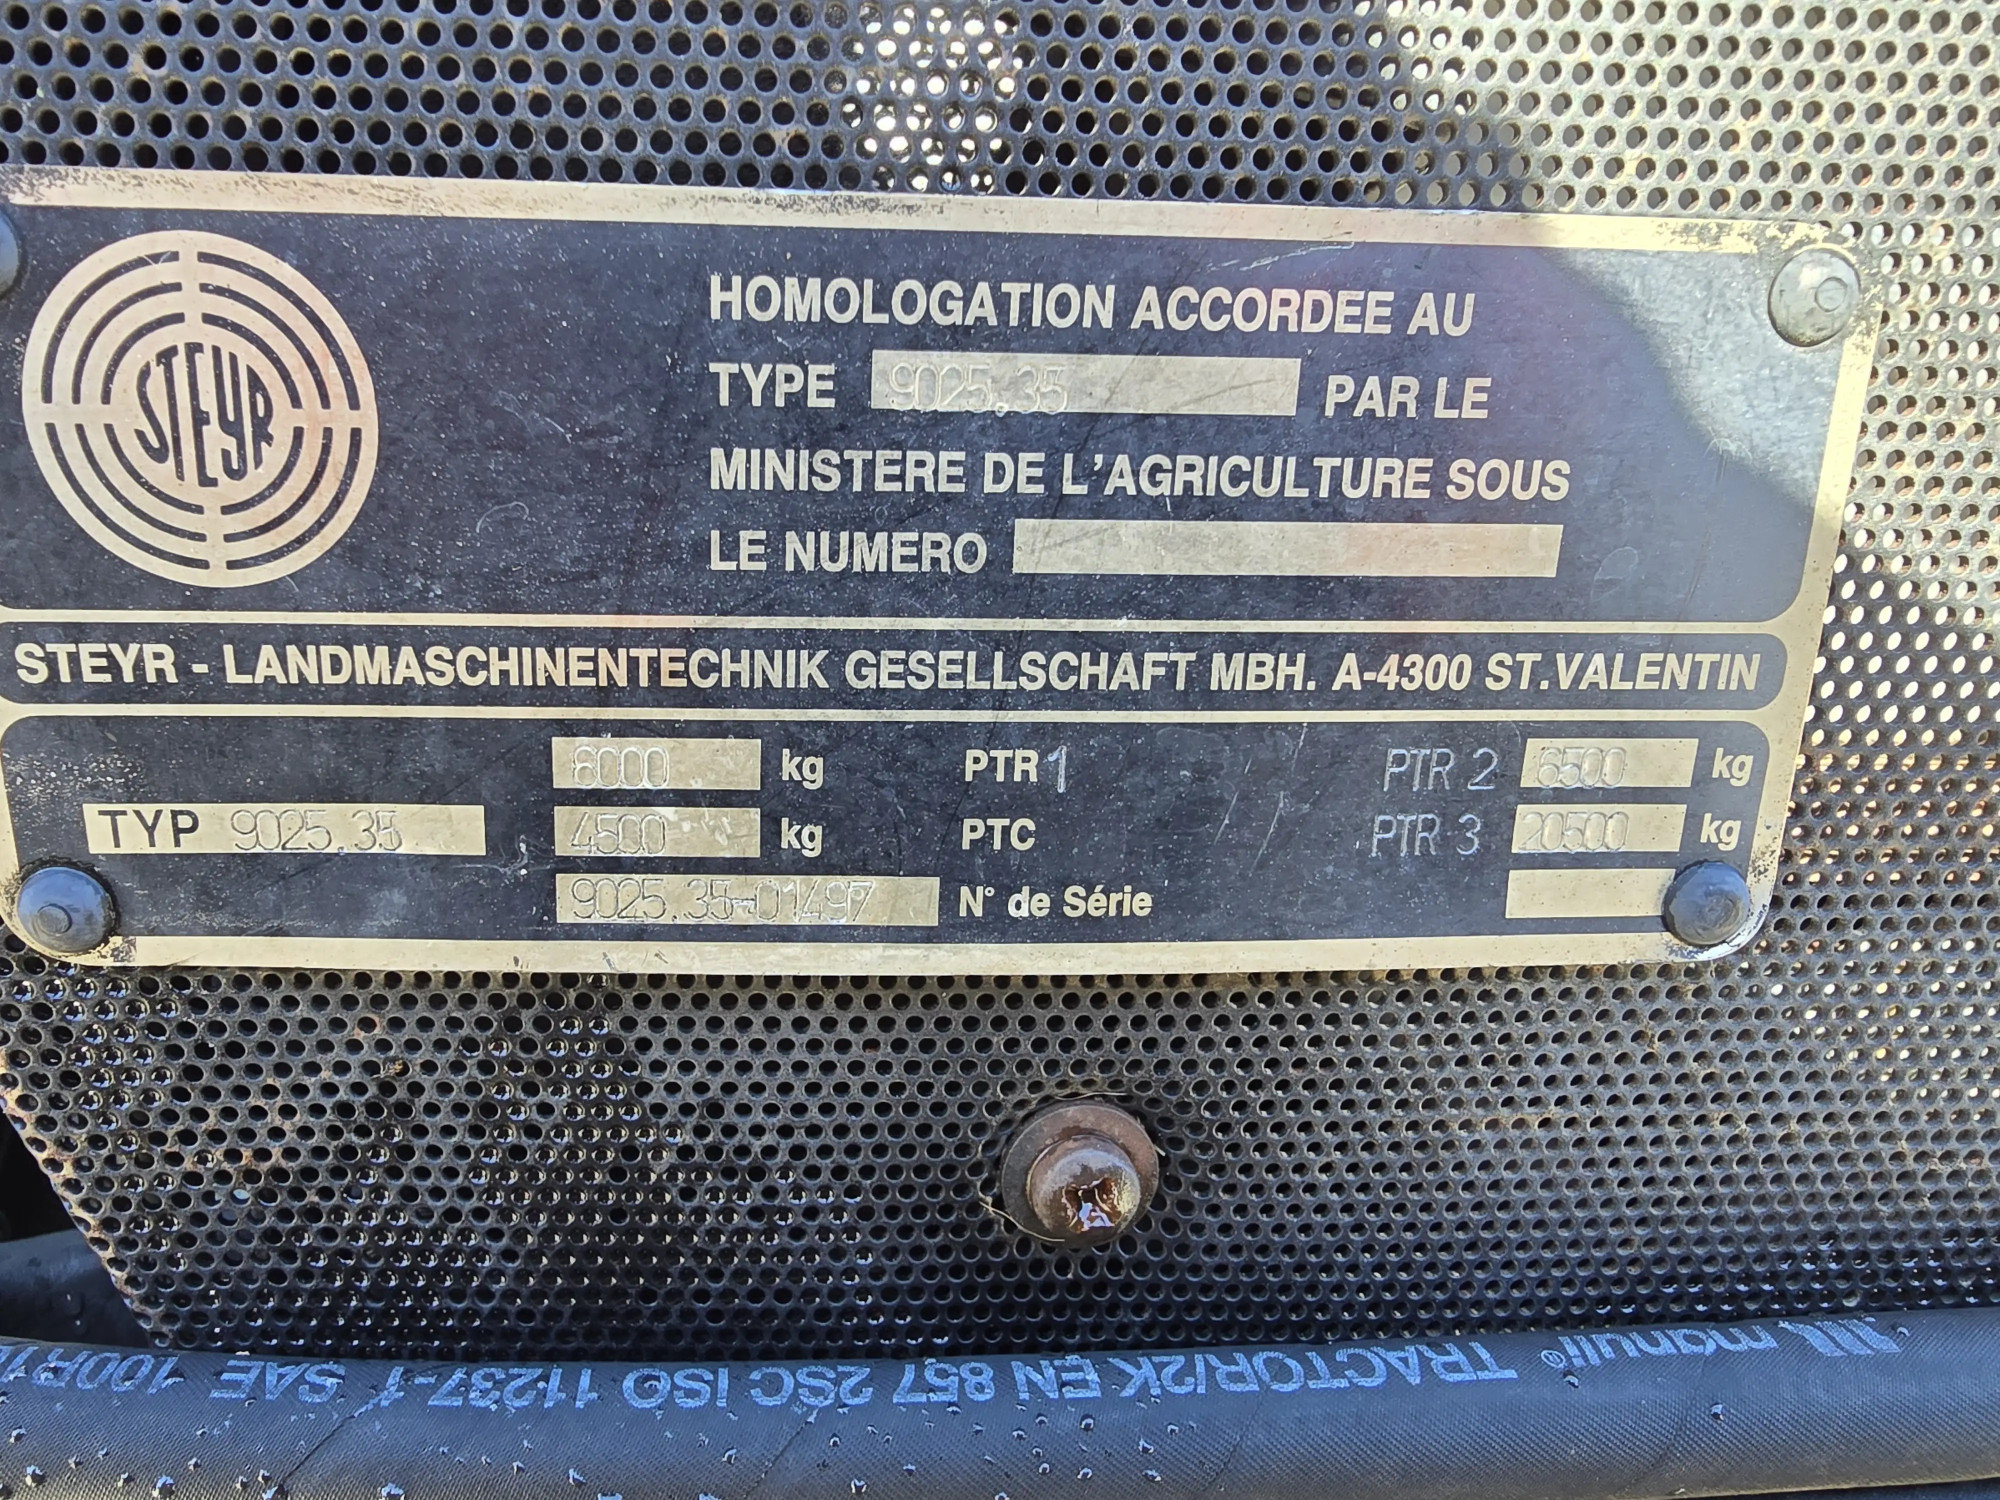 STEYR
HOMOLOGATION ACCORDEE AU
TYPE 9025.35 PAR LE
MINISTERE DE L'AGRICULTURE SOUS
LE NUMERO
STEYR - LANDMASCHINENTECHNIK GESELLSCHAFT MBH. A-4300 ST.VALENTIN
TYP 9025.35
6000 kg PTR 1 PTR 2 6500 kg
4500 kg PTC PTR 3 20500 kg
9025.35-01497 N° de Série
manuli® TRACTOR/2K EN 857 2SC ISO 11237-1 SAE 100R1